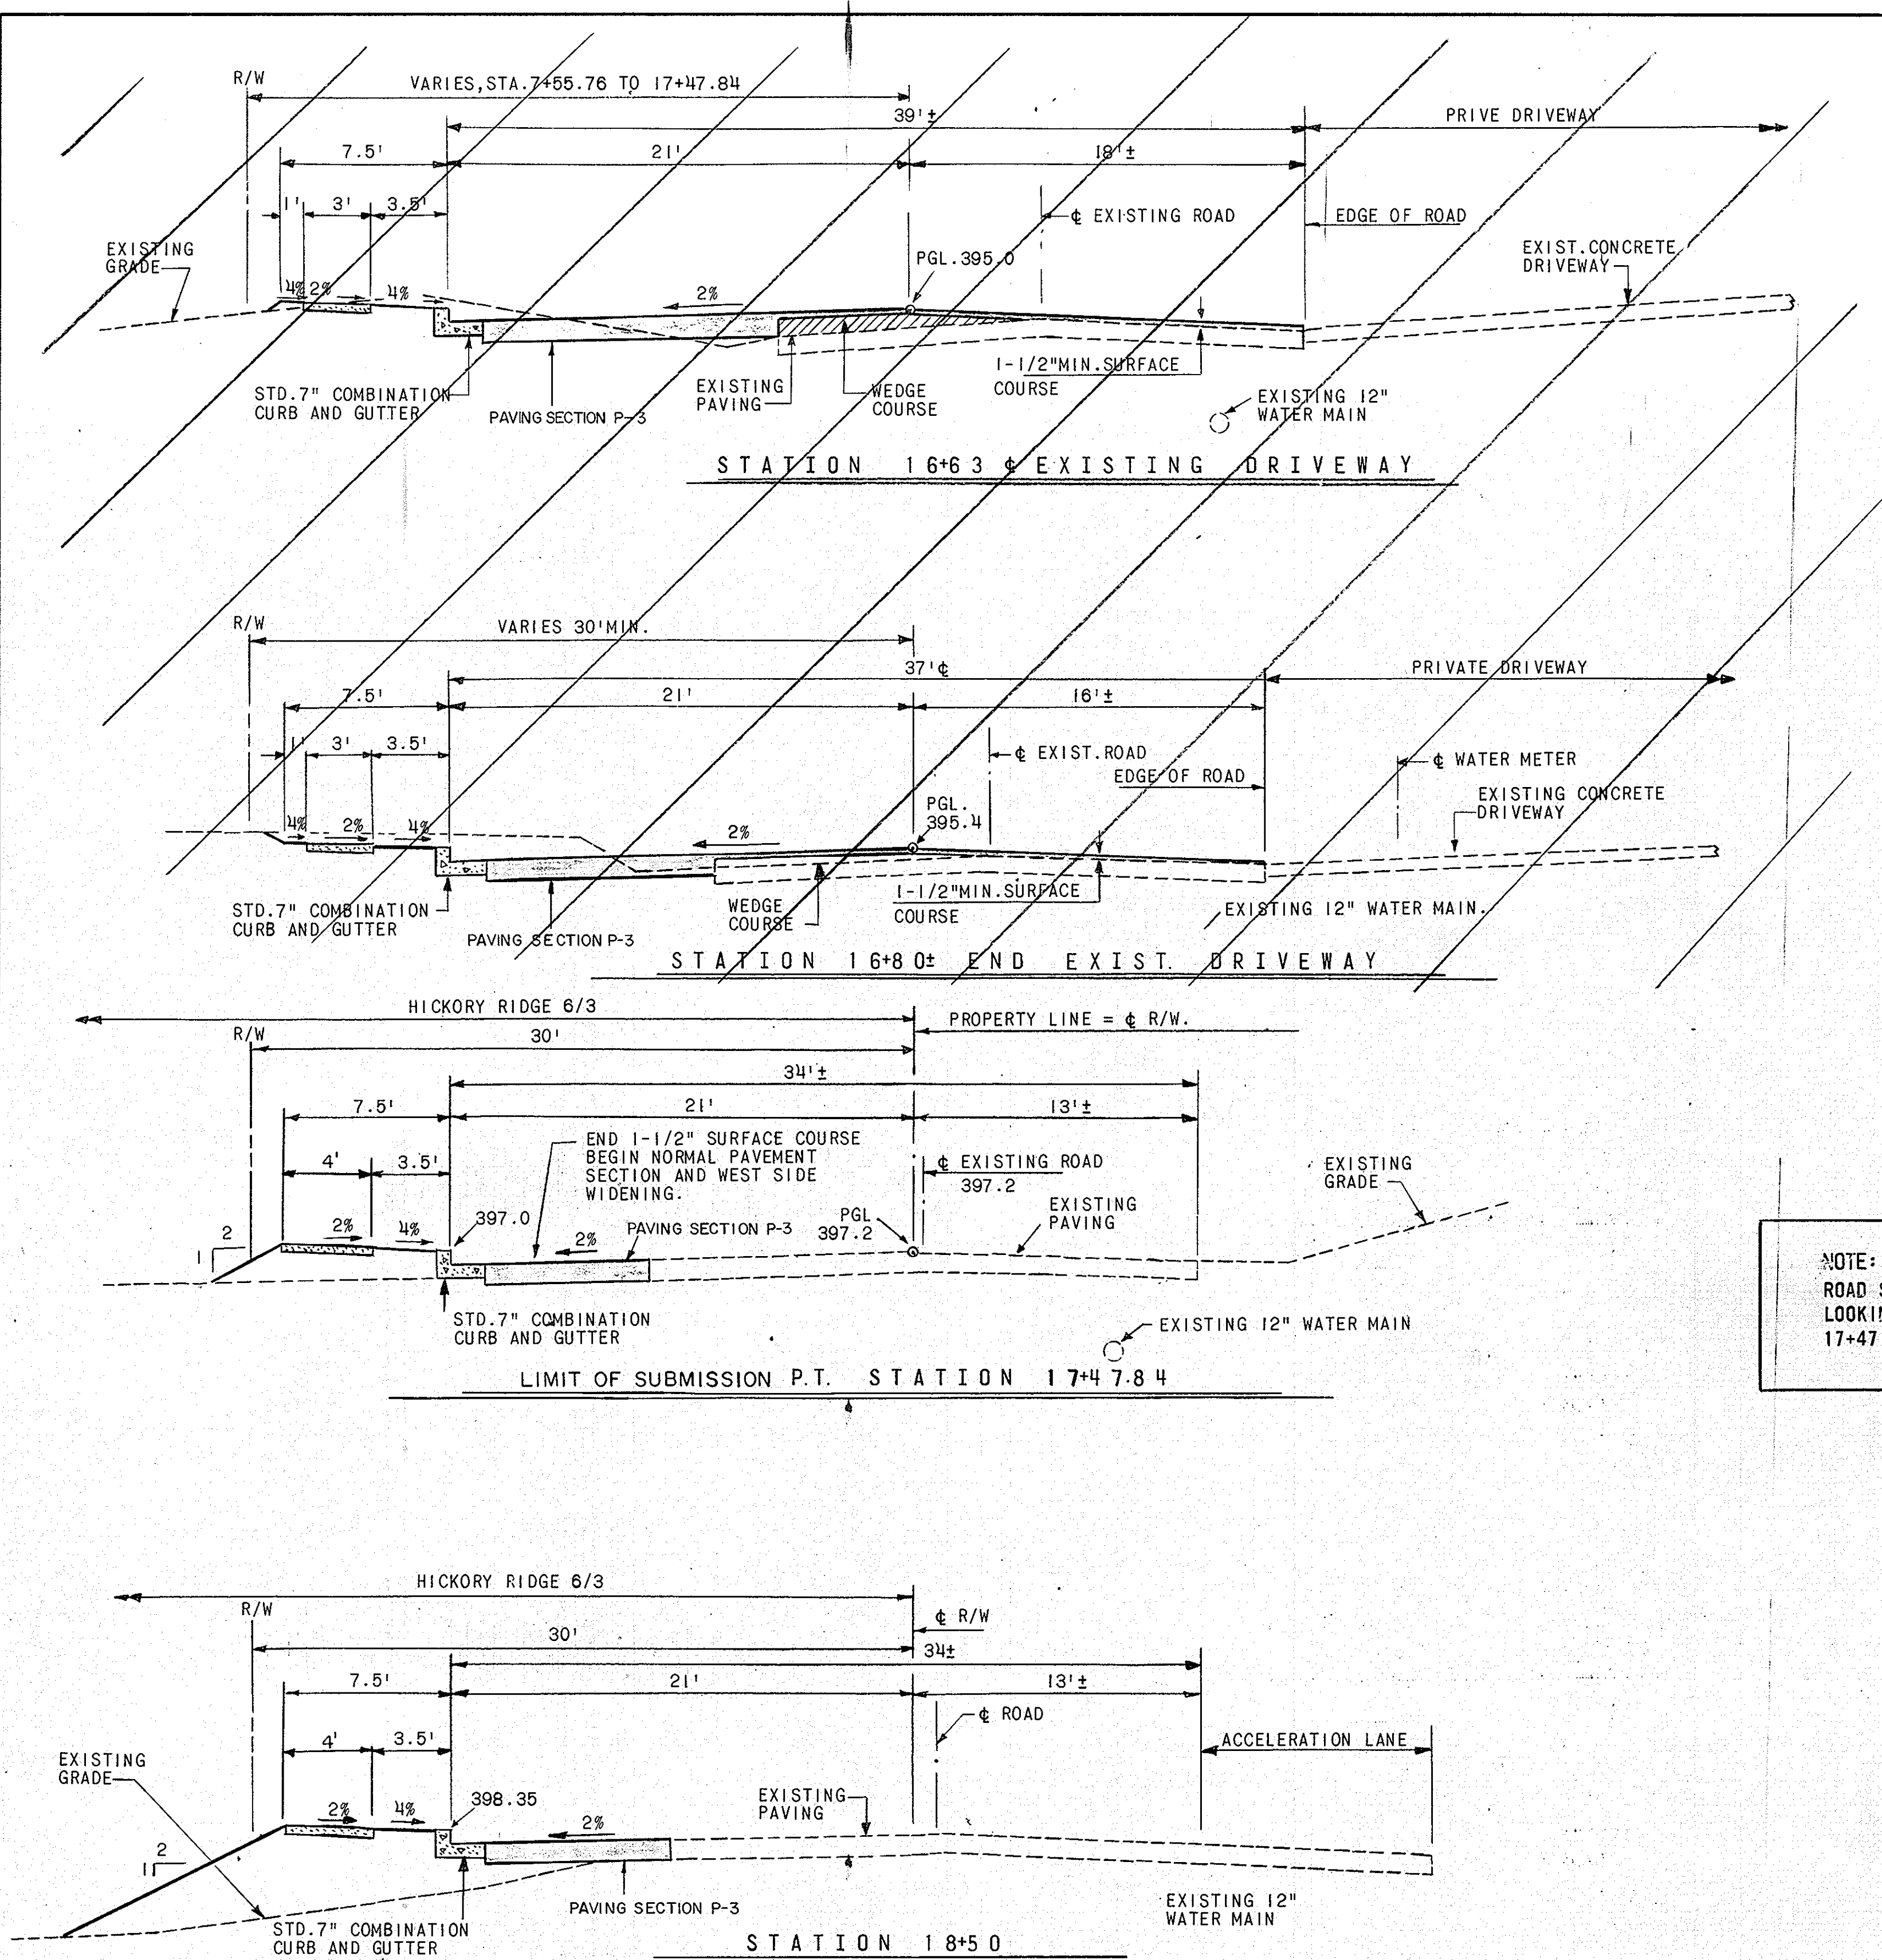 R/W
VARIES, STA. 7+55.76 TO 17+47.84
39'±
PRIVE DRIVEWAY
7.5'
21'
18'±
1'
3'
3.5'
℄ EXISTING ROAD
EDGE OF ROAD
EXISTING
GRADE
PGL. 395.0
EXIST. CONCRETE
DRIVEWAY
4%
2%
4%
2%
STD. 7" COMBINATION
CURB AND GUTTER
PAVING SECTION P-3
EXISTING
PAVING
WEDGE
COURSE
1-1/2" MIN. SURFACE
COURSE
EXISTING 12"
WATER MAIN
STATION 16+63 ℄ EXISTING DRIVEWAY
R/W
VARIES 30' MIN.
37'℄
PRIVATE DRIVEWAY
7.5'
21'
16'±
1'
3'
3.5'
℄ EXIST. ROAD
EDGE OF ROAD
℄ WATER METER
PGL.
395.4
EXISTING CONCRETE
DRIVEWAY
4%
2%
4%
2%
STD. 7" COMBINATION
CURB AND GUTTER
PAVING SECTION P-3
WEDGE
COURSE
1-1/2" MIN. SURFACE
COURSE
EXISTING 12" WATER MAIN.
STATION 16+80± END EXIST. DRIVEWAY
HICKORY RIDGE 6/3
PROPERTY LINE = ℄ R/W.
R/W
30'
34'±
7.5'
21'
13'±
END 1-1/2" SURFACE COURSE
BEGIN NORMAL PAVEMENT
SECTION AND WEST SIDE
WIDENING.
4'
3.5'
℄ EXISTING ROAD
397.2
EXISTING
GRADE
EXISTING
PAVING
2
1
2%
4%
397.0
PAVING SECTION P-3
2%
PGL
397.2
NOTE:
ROAD
LOOKI
17+47
STD. 7" COMBINATION
CURB AND GUTTER
EXISTING 12" WATER MAIN
LIMIT OF SUBMISSION P.T. STATION 17+47.84
HICKORY RIDGE 6/3
R/W
℄ R/W
30'
34±
7.5'
21'
13'±
℄ ROAD
4'
3.5'
ACCELERATION LANE
EXISTING
GRADE
2%
4%
398.35
2%
EXISTING
PAVING
2
1
STD. 7" COMBINATION
CURB AND GUTTER
PAVING SECTION P-3
EXISTING 12"
WATER MAIN
STATION 18+50